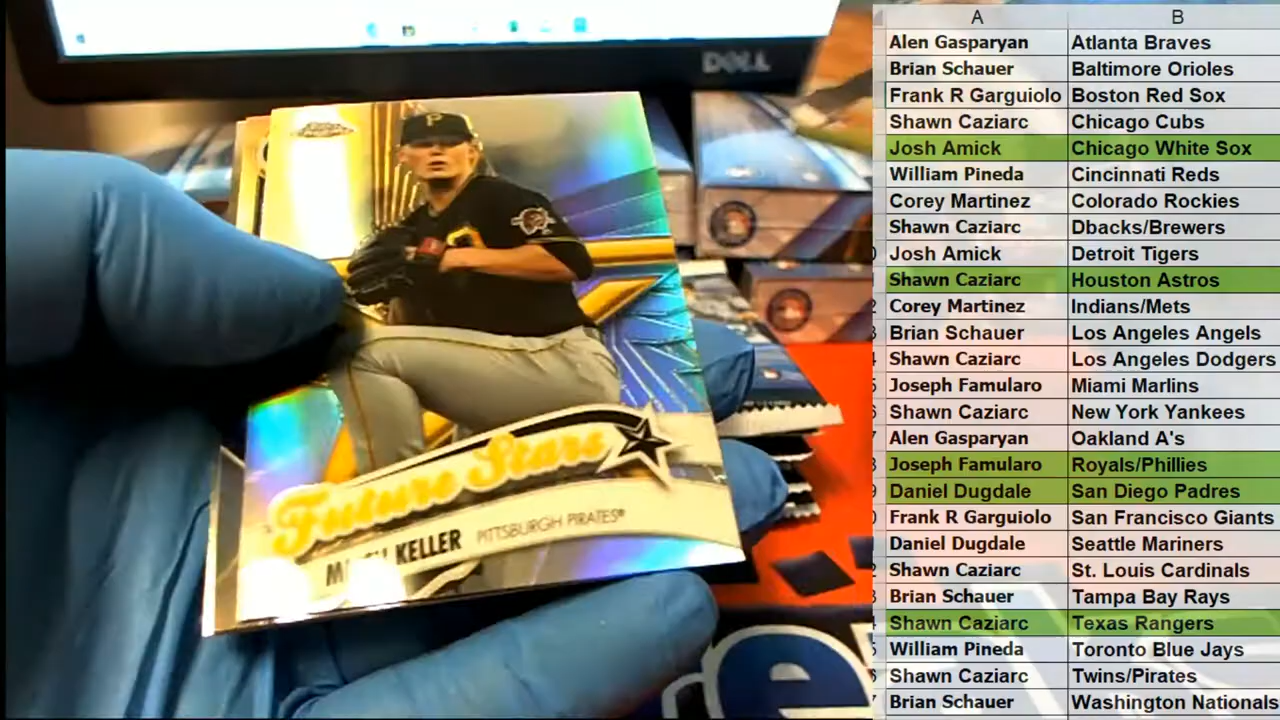 DELL
P
Future Stars
KELLER PITTSBURGH PIRATES®
e
A B
Alen Gasparyan Atlanta Braves
Brian Schauer Baltimore Orioles
Frank R Garguiolo Boston Red Sox
Shawn Caziarc Chicago Cubs
Josh Amick Chicago White Sox
William Pineda Cincinnati Reds
Corey Martinez Colorado Rockies
Shawn Caziarc Dbacks/Brewers
Josh Amick Detroit Tigers
Shawn Caziarc Houston Astros
Corey Martinez Indians/Mets
Brian Schauer Los Angeles Angels
Shawn Caziarc Los Angeles Dodgers
Joseph Famularo Miami Marlins
Shawn Caziarc New York Yankees
Alen Gasparyan Oakland A's
Joseph Famularo Royals/Phillies
Daniel Dugdale San Diego Padres
Frank R Garguiolo San Francisco Giants
Daniel Dugdale Seattle Mariners
Shawn Caziarc St. Louis Cardinals
Brian Schauer Tampa Bay Rays
Shawn Caziarc Texas Rangers
William Pineda Toronto Blue Jays
Shawn Caziarc Twins/Pirates
Brian Schauer Washington Nationals